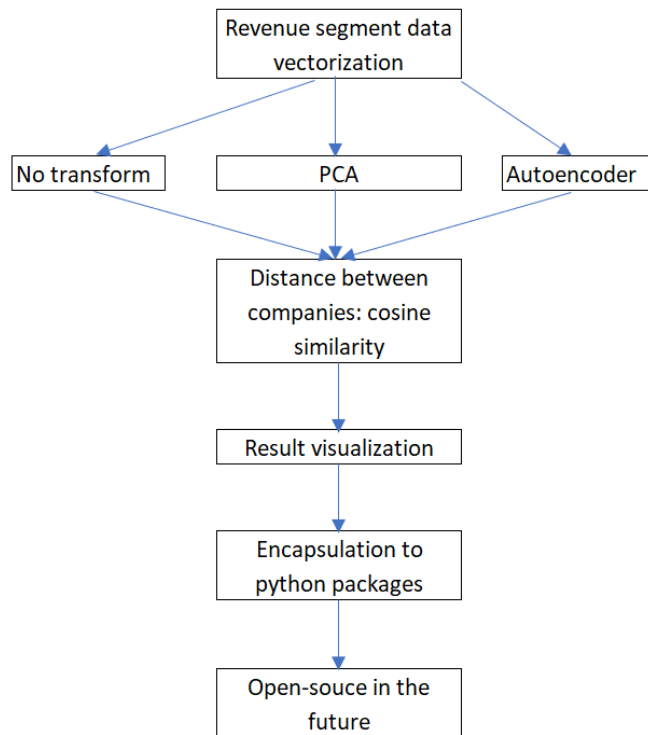 Revenue segment data
vectorization
No transform
PCA
Autoencoder
Distance between
companies: cosine
similarity
Result visualization
Encapsulation to
python packages
Open-souce in the
future